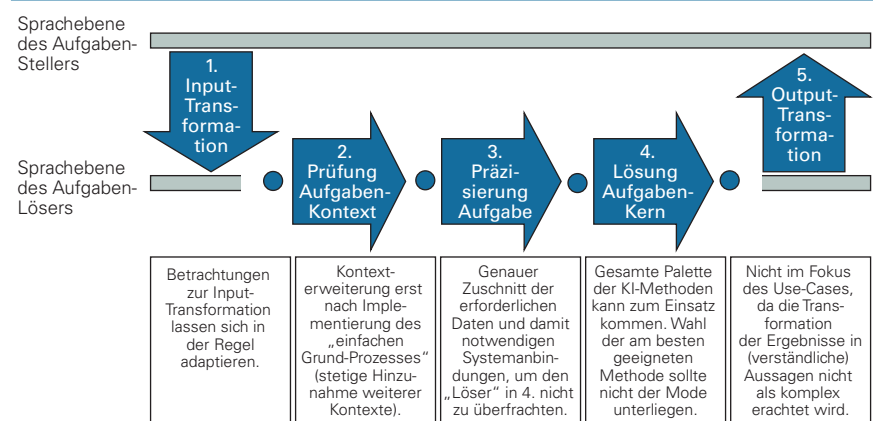 Sprachebene
des Aufgaben-
Stellers
1.
Input-
Trans-
forma-
tion
5.
Output-
Trans-
forma-
tion
Sprachebene
des Aufgaben-
Lösers
2.
Prüfung
Aufgaben-
Kontext
3.
Präzi-
sierung
Aufgabe
4.
Lösung
Aufgaben-
Kern
Betrachtungen
zur Input-
Transformation
lassen sich in
der Regel
adaptieren.
Kontext-
erweiterung erst
nach Imple-
mentierung des
„einfachen
Grund-Prozesses“
(stetige Hinzu-
nahme weiterer
Kontexte).
Genauer
Zuschnitt der
erforderlichen
Daten und damit
notwendigen
Systemanbin-
dungen, um den
„Löser“ in 4. nicht
zu überfrachten.
Gesamte Palette
der KI-Methoden
kann zum Einsatz
kommen. Wahl
der am besten
geeigneten
Methode sollte
nicht der Mode
unterliegen.
Nicht im Fokus
des Use-Cases,
da die Trans-
formation
der Ergebnisse in
(verständliche)
Aussagen nicht
als komplex
erachtet wird.